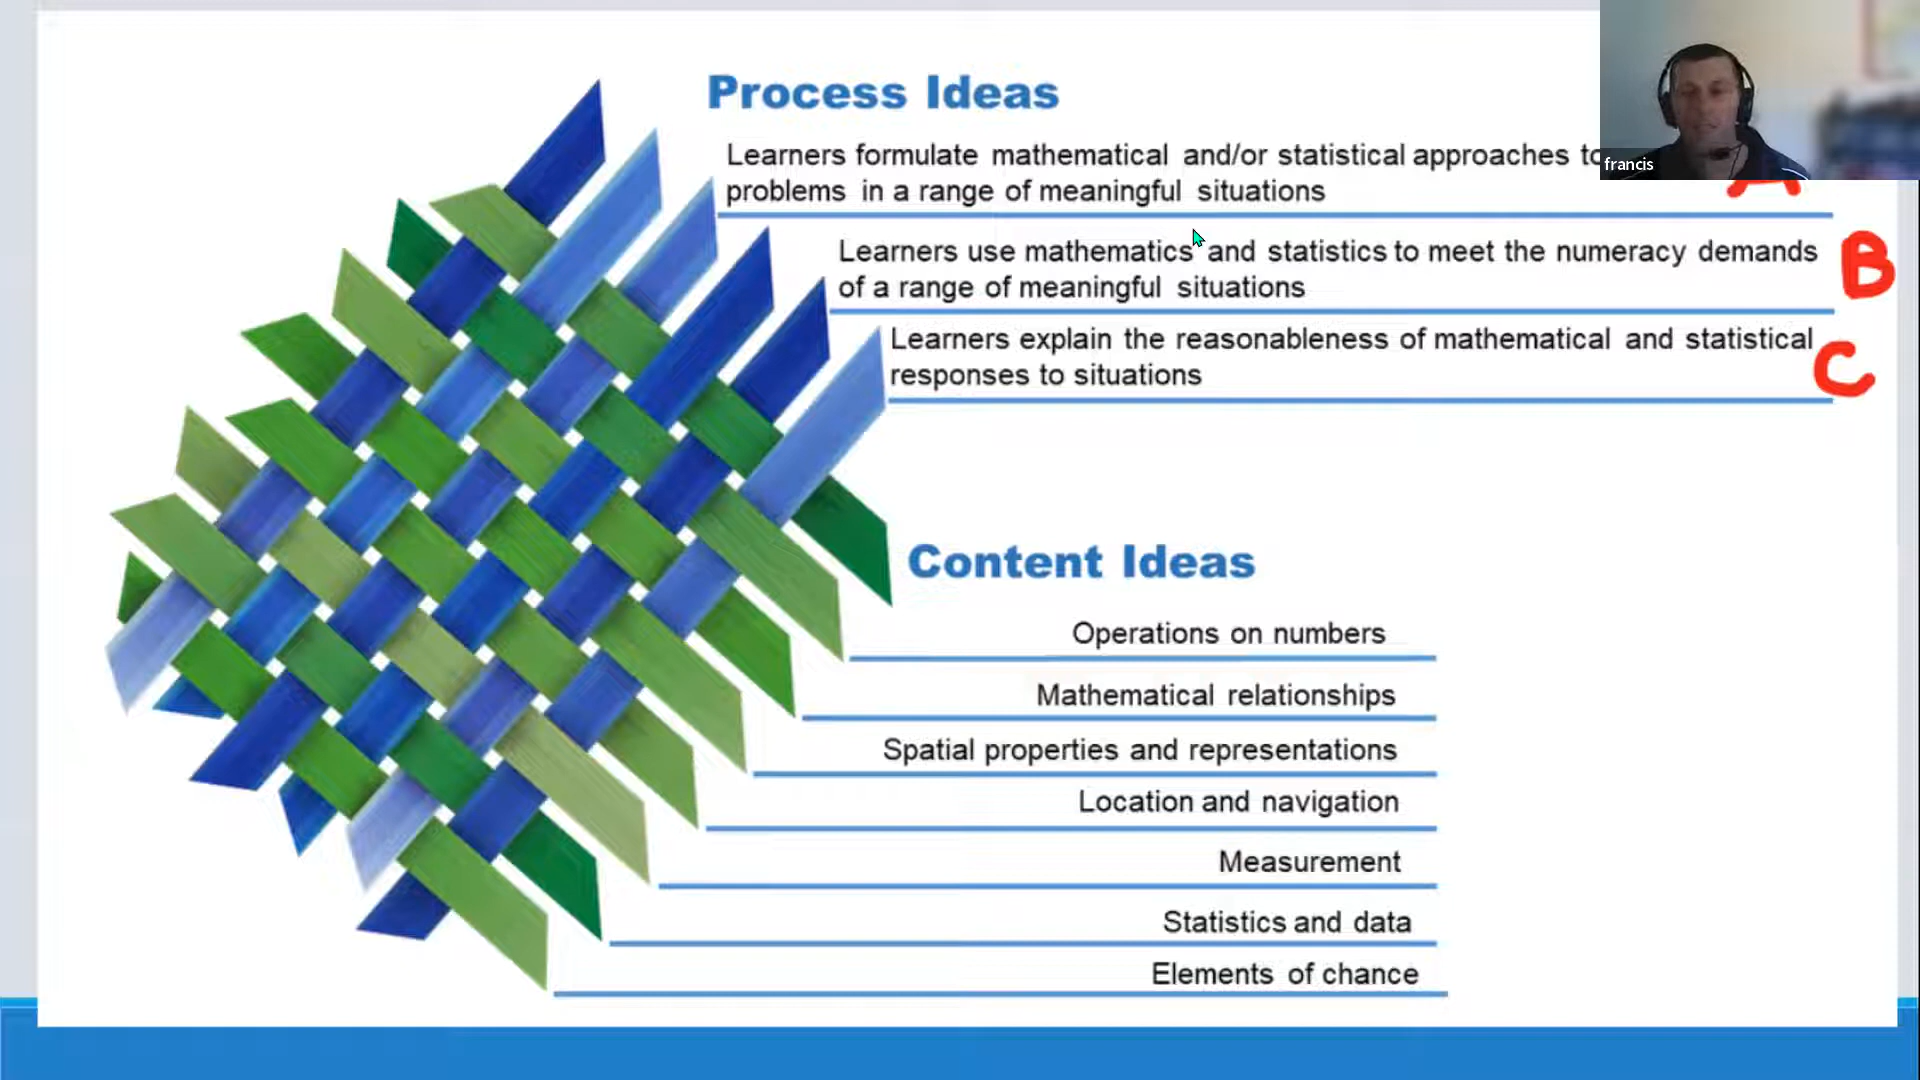 Process Ideas
francis
Learners formulate mathematical and/or statistical approaches to
problems in a range of meaningful situations
A
Learners use mathematics and statistics to meet the numeracy demands
of a range of meaningful situations
B
Learners explain the reasonableness of mathematical and statistical
responses to situations
C
Content Ideas
Operations on numbers
Mathematical relationships
Spatial properties and representations
Location and navigation
Measurement
Statistics and data
Elements of chance